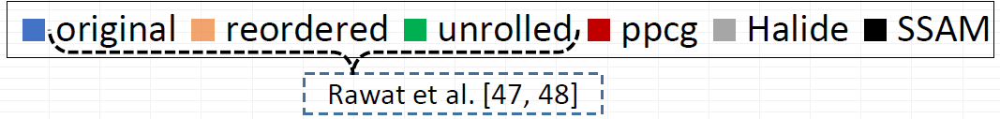 original reordered unrolled ppcg Halide SSAM
Rawat et al. [47, 48]